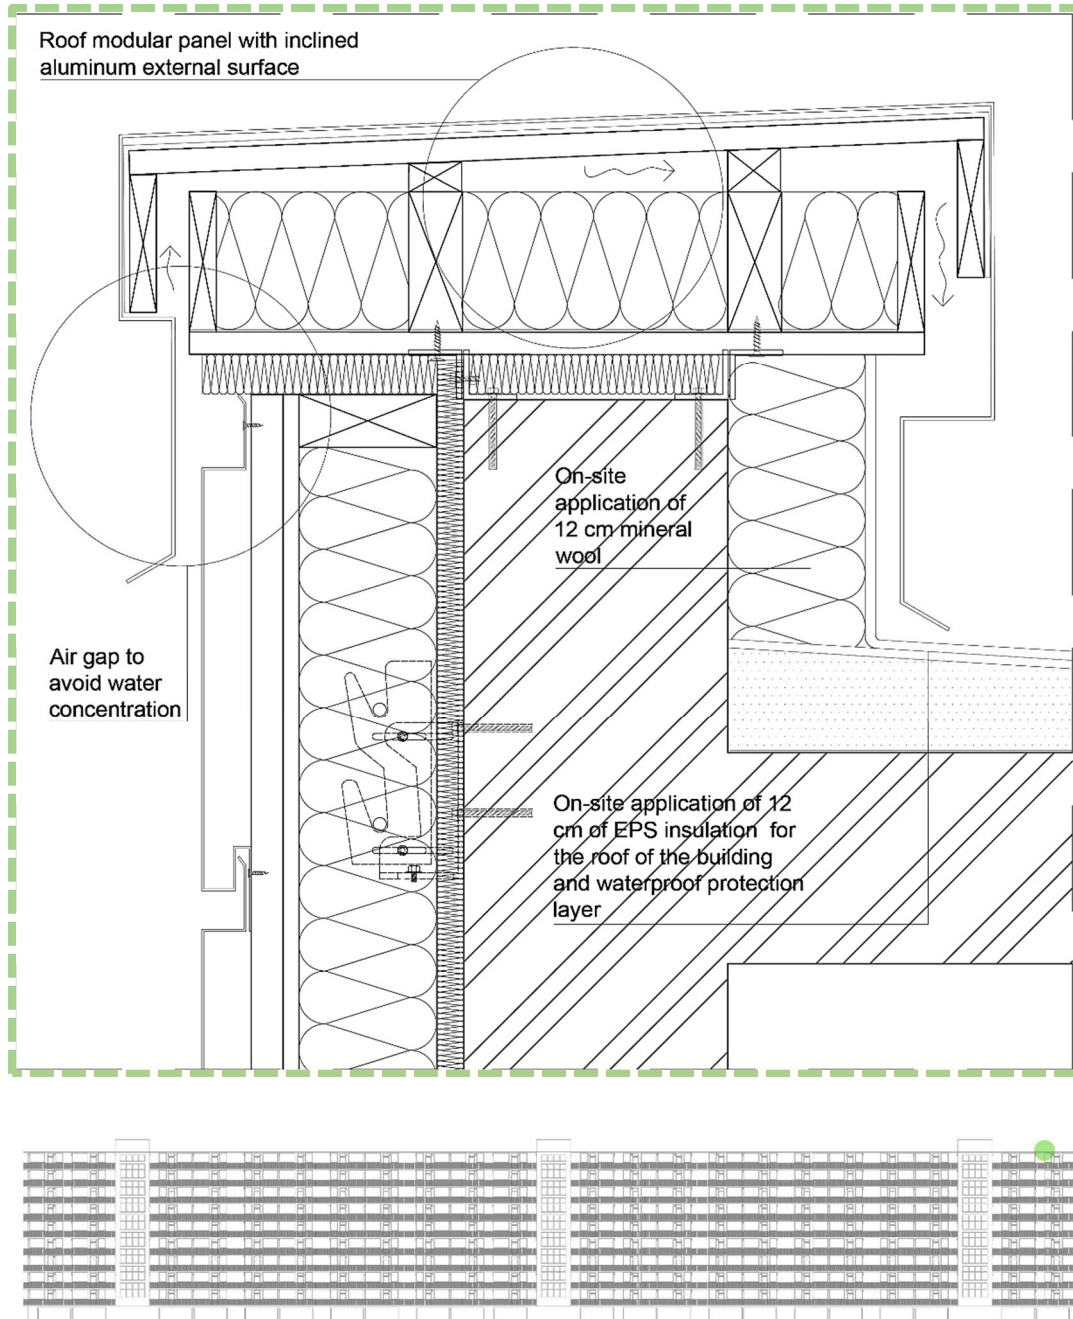 Roof modular panel with inclined
aluminum external surface
On-site
application of
12 cm mineral
wool
Air gap to
avoid water
concentration
On-site application of 12
cm of EPS insulation for
the roof of the building
and waterproof protection
layer